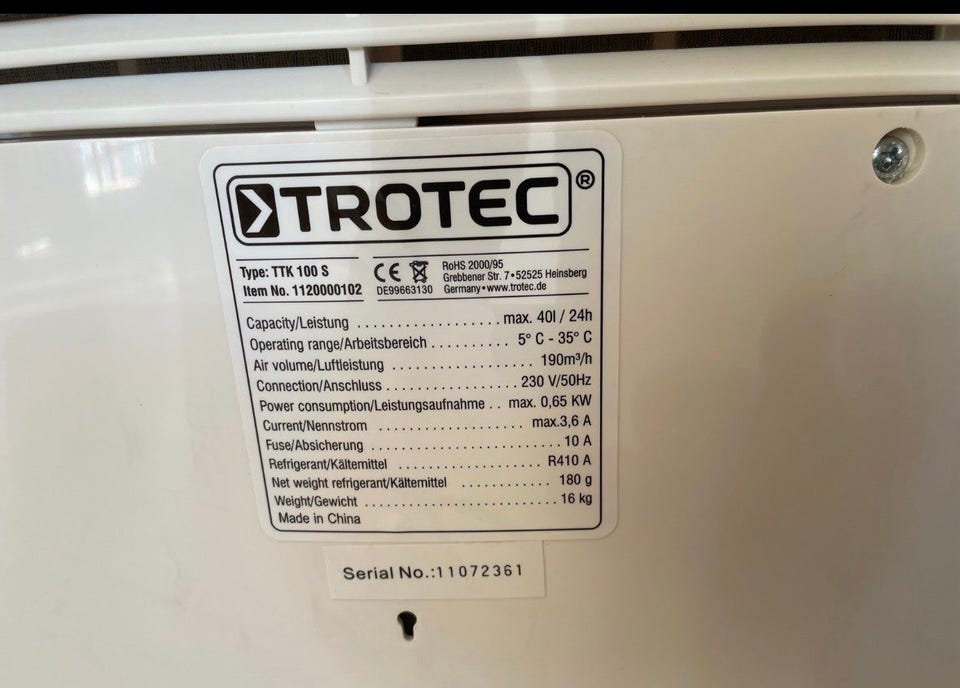 TROTEC®
Type: TTK 100 S
Item No. 1120000102
CE
DE99663130
RoHS 2000/95
Grebbener Str. 7•52525 Heinsberg
Germany•www.trotec.de
Capacity/Leistung .................. max. 40l / 24h
Operating range/Arbeitsbereich .......... 5° C - 35° C
Air volume/Luftleistung .................. 190m³/h
Connection/Anschluss .................. 230 V/50Hz
Power consumption/Leistungsaufnahme .. max. 0,65 KW
Current/Nennstrom .................. max.3,6 A
Fuse/Absicherung ........................ 10 A
Refrigerant/Kältemittel .................. R410 A
Net weight refrigerant/Kältemittel ........... 180 g
Weight/Gewicht ........................ 16 kg
Made in China
Serial No.:11072361